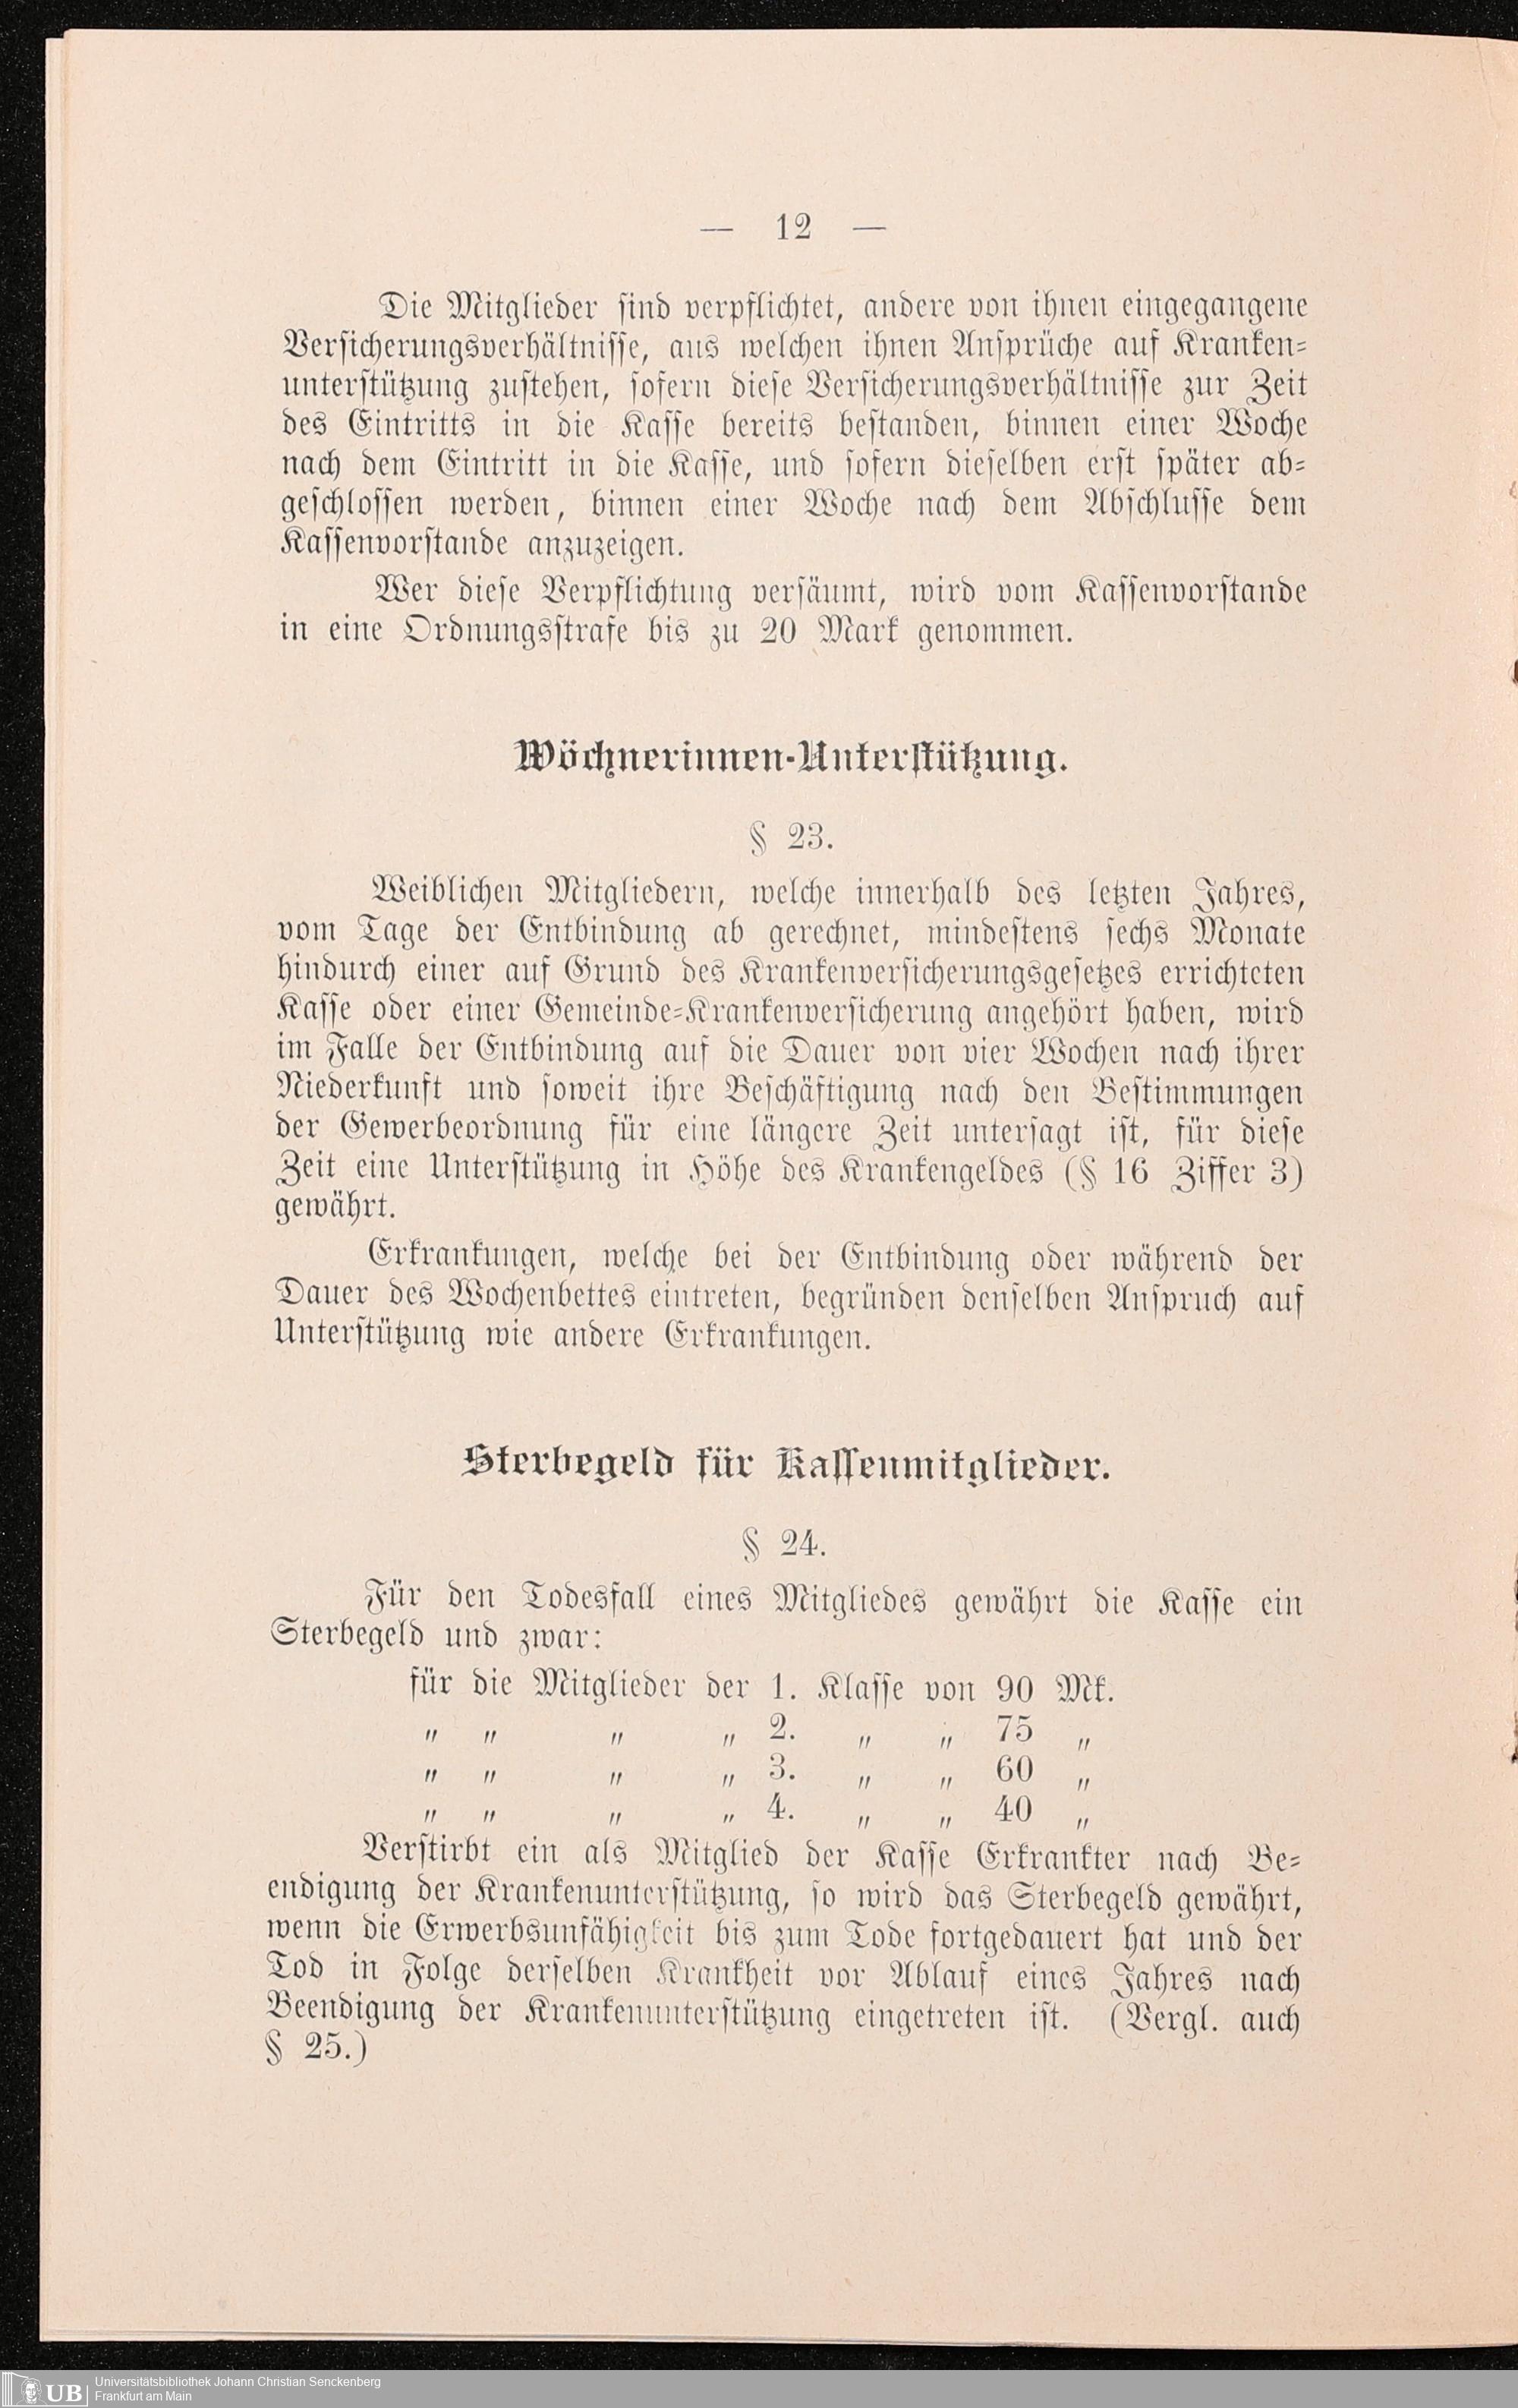 — 12 —
Die Mitglieder sind verpflichtet, andere von ihnen eingegangene
Versicherungsverhältnisse, aus welchen ihnen Ansprüche auf Kranken-
unterstützung zustehen, sofern diese Versicherungsverhältnisse zur Zeit
des Eintritts in die Kasse bereits bestanden, binnen einer Woche
nach dem Eintritt in die Kasse, und sofern dieselben erst später ab-
geschlossen werden, binnen einer Woche nach dem Abschlusse dem
Kassenvorstande anzuzeigen.
Wer diese Verpflichtung versäumt, wird vom Kassenvorstande
in eine Ordnungsstrafe bis zu 20 Mark genommen.
Wöchnerinnen-Unterstützung.
§ 23.
Weiblichen Mitgliedern, welche innerhalb des letzten Jahres,
vom Tage der Entbindung ab gerechnet, mindestens sechs Monate
hindurch einer auf Grund des Krankenversicherungsgesetzes errichteten
Kasse oder einer Gemeinde-Krankenversicherung angehört haben, wird
im Falle der Entbindung auf die Dauer von vier Wochen nach ihrer
Niederkunft und soweit ihre Beschäftigung nach den Bestimmungen
der Gewerbeordnung für eine längere Zeit untersagt ist, für diese
Zeit eine Unterstützung in Höhe des Krankengeldes (§ 16 Ziffer 3)
gewährt.
Erkrankungen, welche bei der Entbindung oder während der
Dauer des Wochenbettes eintreten, begründen denselben Anspruch auf
Unterstützung wie andere Erkrankungen.
Sterbegeld für Kassenmitglieder.
§ 24.
Für den Todesfall eines Mitgliedes gewährt die Kasse ein
Sterbegeld und zwar:
für die Mitglieder der 1. Klasse von 90 Mk.
„ „ „ „ 2. „ „ 75 „
„ „ „ „ 3. „ „ 60 „
„ „ „ „ 4. „ „ 40 „
Verstirbt ein als Mitglied der Kasse Erkrankter nach Be-
endigung der Krankenunterstützung, so wird das Sterbegeld gewährt,
wenn die Erwerbsunfähigkeit bis zum Tode fortgedauert hat und der
Tod in Folge derselben Krankheit vor Ablauf eines Jahres nach
Beendigung der Krankenunterstützung eingetreten ist. (Vergl. auch
§ 25.)
UB Universitätsbibliothek Johann Christian Senckenberg
Frankfurt am Main